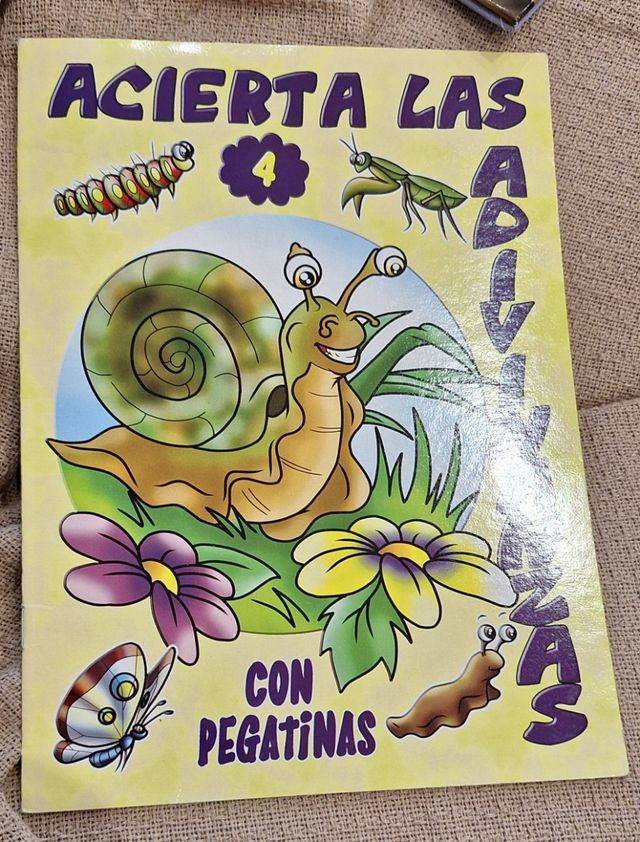 ACIERTA LAS
ADIVINANZAS
4
CON
PEGATINAS